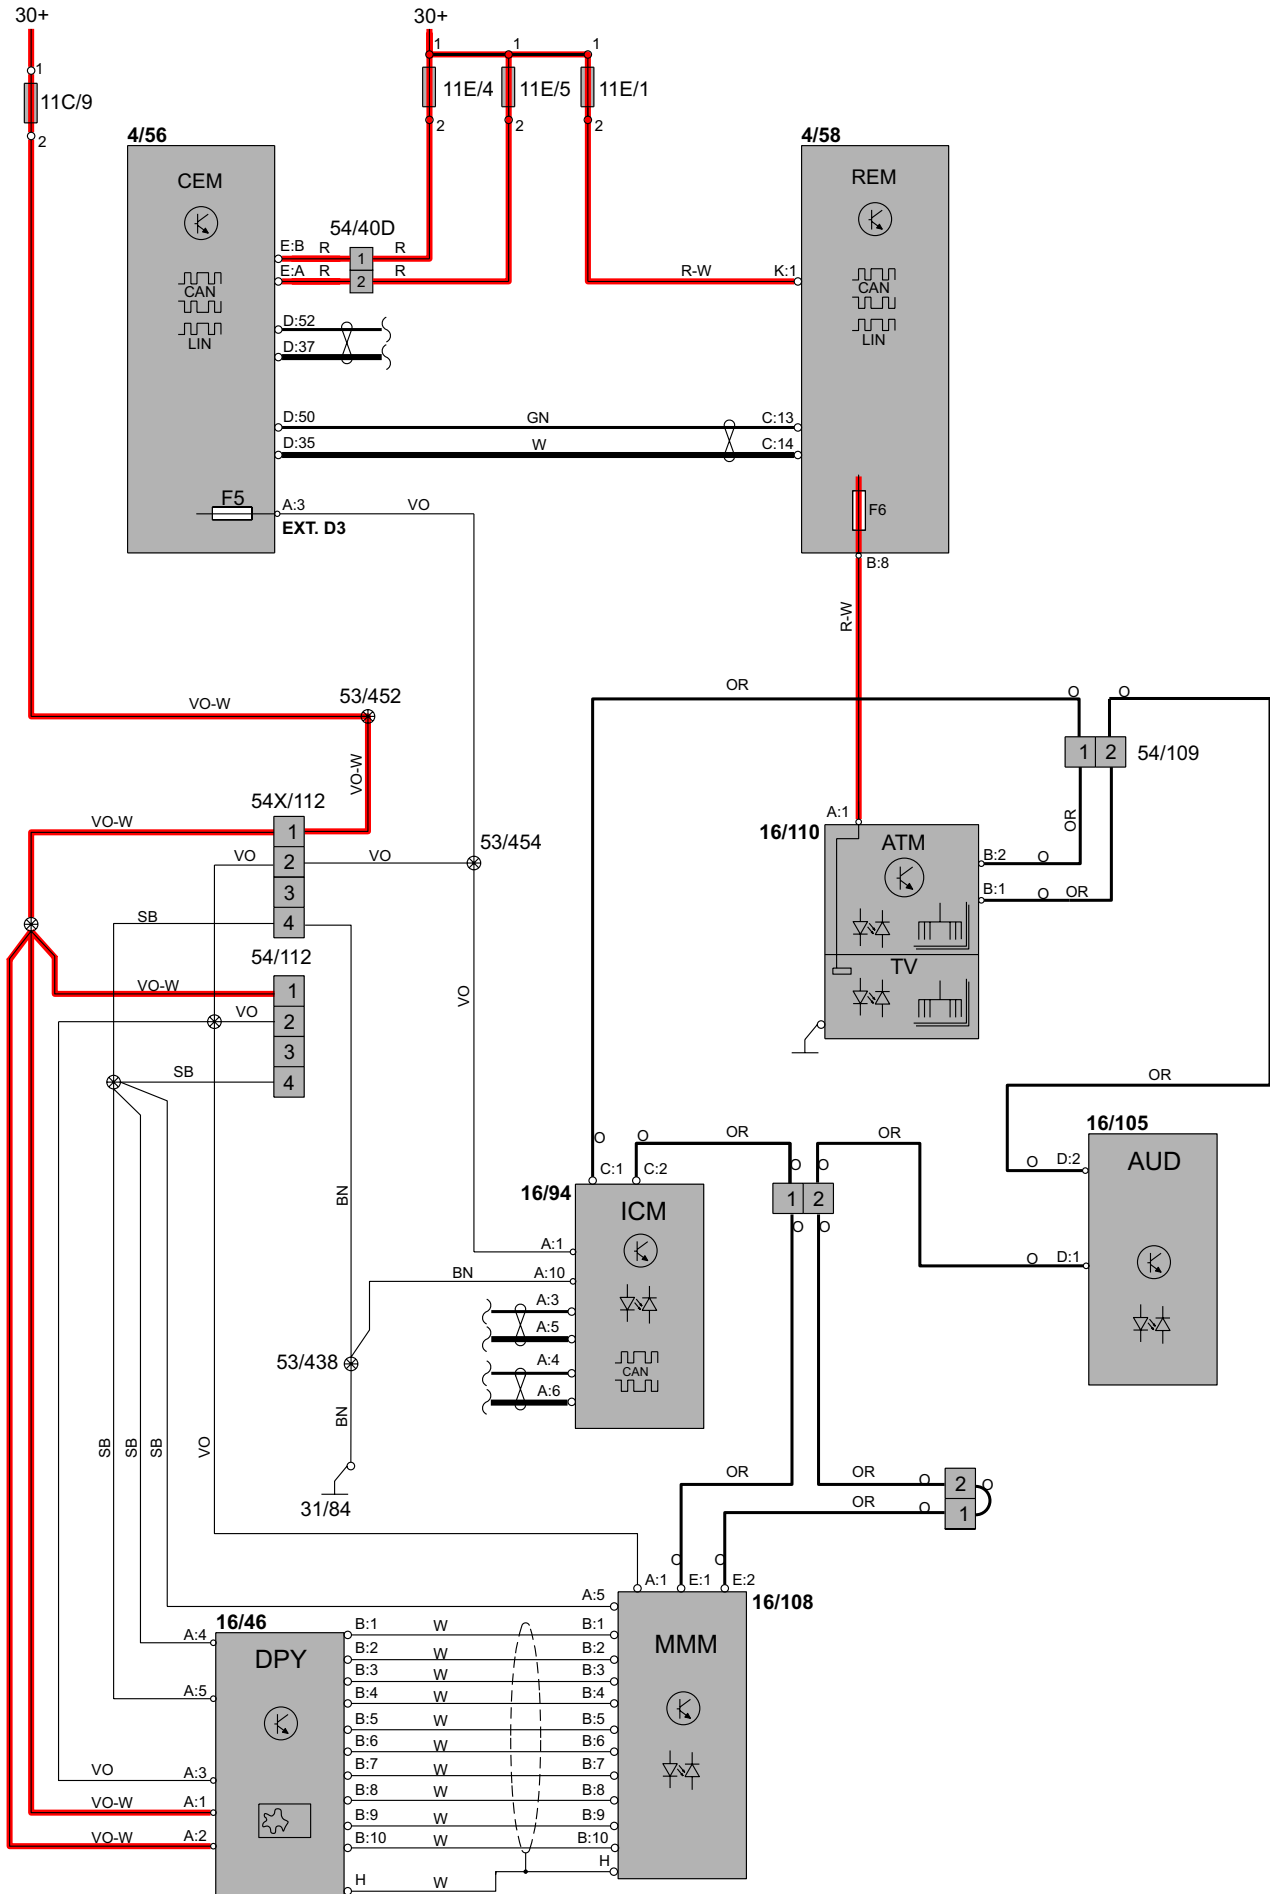 30+
30+
1
1
1
1
11C/9
11E/4
11E/5
11E/1
2
2
2
2
4/56
4/58
CEM
REM
54/40D
E:B
R
1
R
E:A
R
2
R
R-W
K:1
CAN
CAN
LIN
LIN
D:52
D:37
D:50
GN
C:13
D:35
W
C:14
F5
A:3
VO
EXT. D3
F6
B:8
R-W
OR
O
O
VO-W
53/452
1
2
54/109
VO-W
54X/112
VO-W
1
VO
2
VO
53/454
3
SB
4
A:1
16/110
ATM
OR
B:2
O
B:1
O
OR
TV
54/112
VO-W
1
VO
2
3
SB
4
VO
OR
16/105
AUD
O
D:2
O
O
OR
O
O
OR
C:1
C:2
16/94
ICM
1
2
O
O
BN
A:1
BN
A:10
A:3
A:5
A:4
A:6
CAN
O
D:1
53/438
BN
SB
SB
SB
VO
31/84
OR
OR
O
2
O
OR
O
1
O
O
A:1
E:1
E:2
A:5
16/108
MMM
16/46
DPY
A:4
A:5
VO
A:3
VO-W
A:1
VO-W
A:2
B:1
W
B:1
B:2
W
B:2
B:3
W
B:3
B:4
W
B:4
B:5
W
B:5
B:6
W
B:6
B:7
W
B:7
B:8
W
B:8
B:9
W
B:9
B:10
W
B:10
H
H
W